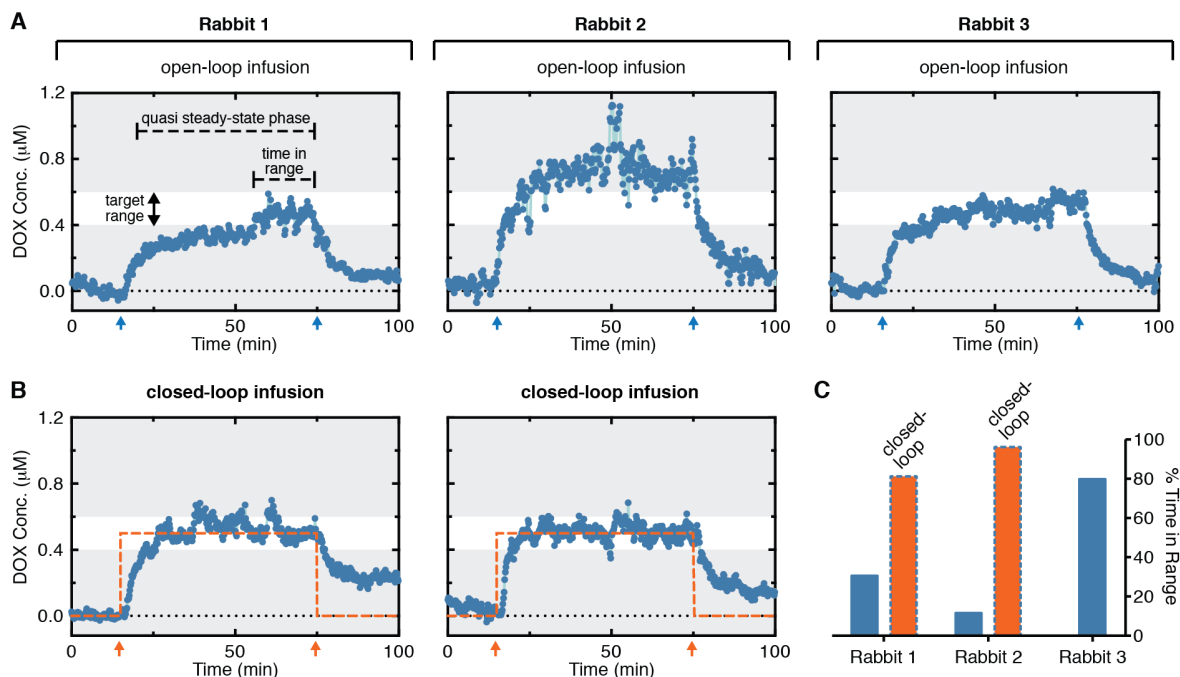 A
Rabbit 1
Rabbit 2
Rabbit 3
open-loop infusion
open-loop infusion
open-loop infusion
DOX Conc. (μM)
1.2
0.8
0.4
0.0
quasi steady-state phase
time in
range
target
range
0
50
100
Time (min)
0
50
100
Time (min)
0
50
100
Time (min)
B
closed-loop infusion
closed-loop infusion
DOX Conc. (μM)
1.2
0.8
0.4
0.0
0
50
100
Time (min)
0
50
100
Time (min)
C
closed-
loop
closed-
loop
100
80
60
40
20
0
% Time in Range
Rabbit 1
Rabbit 2
Rabbit 3